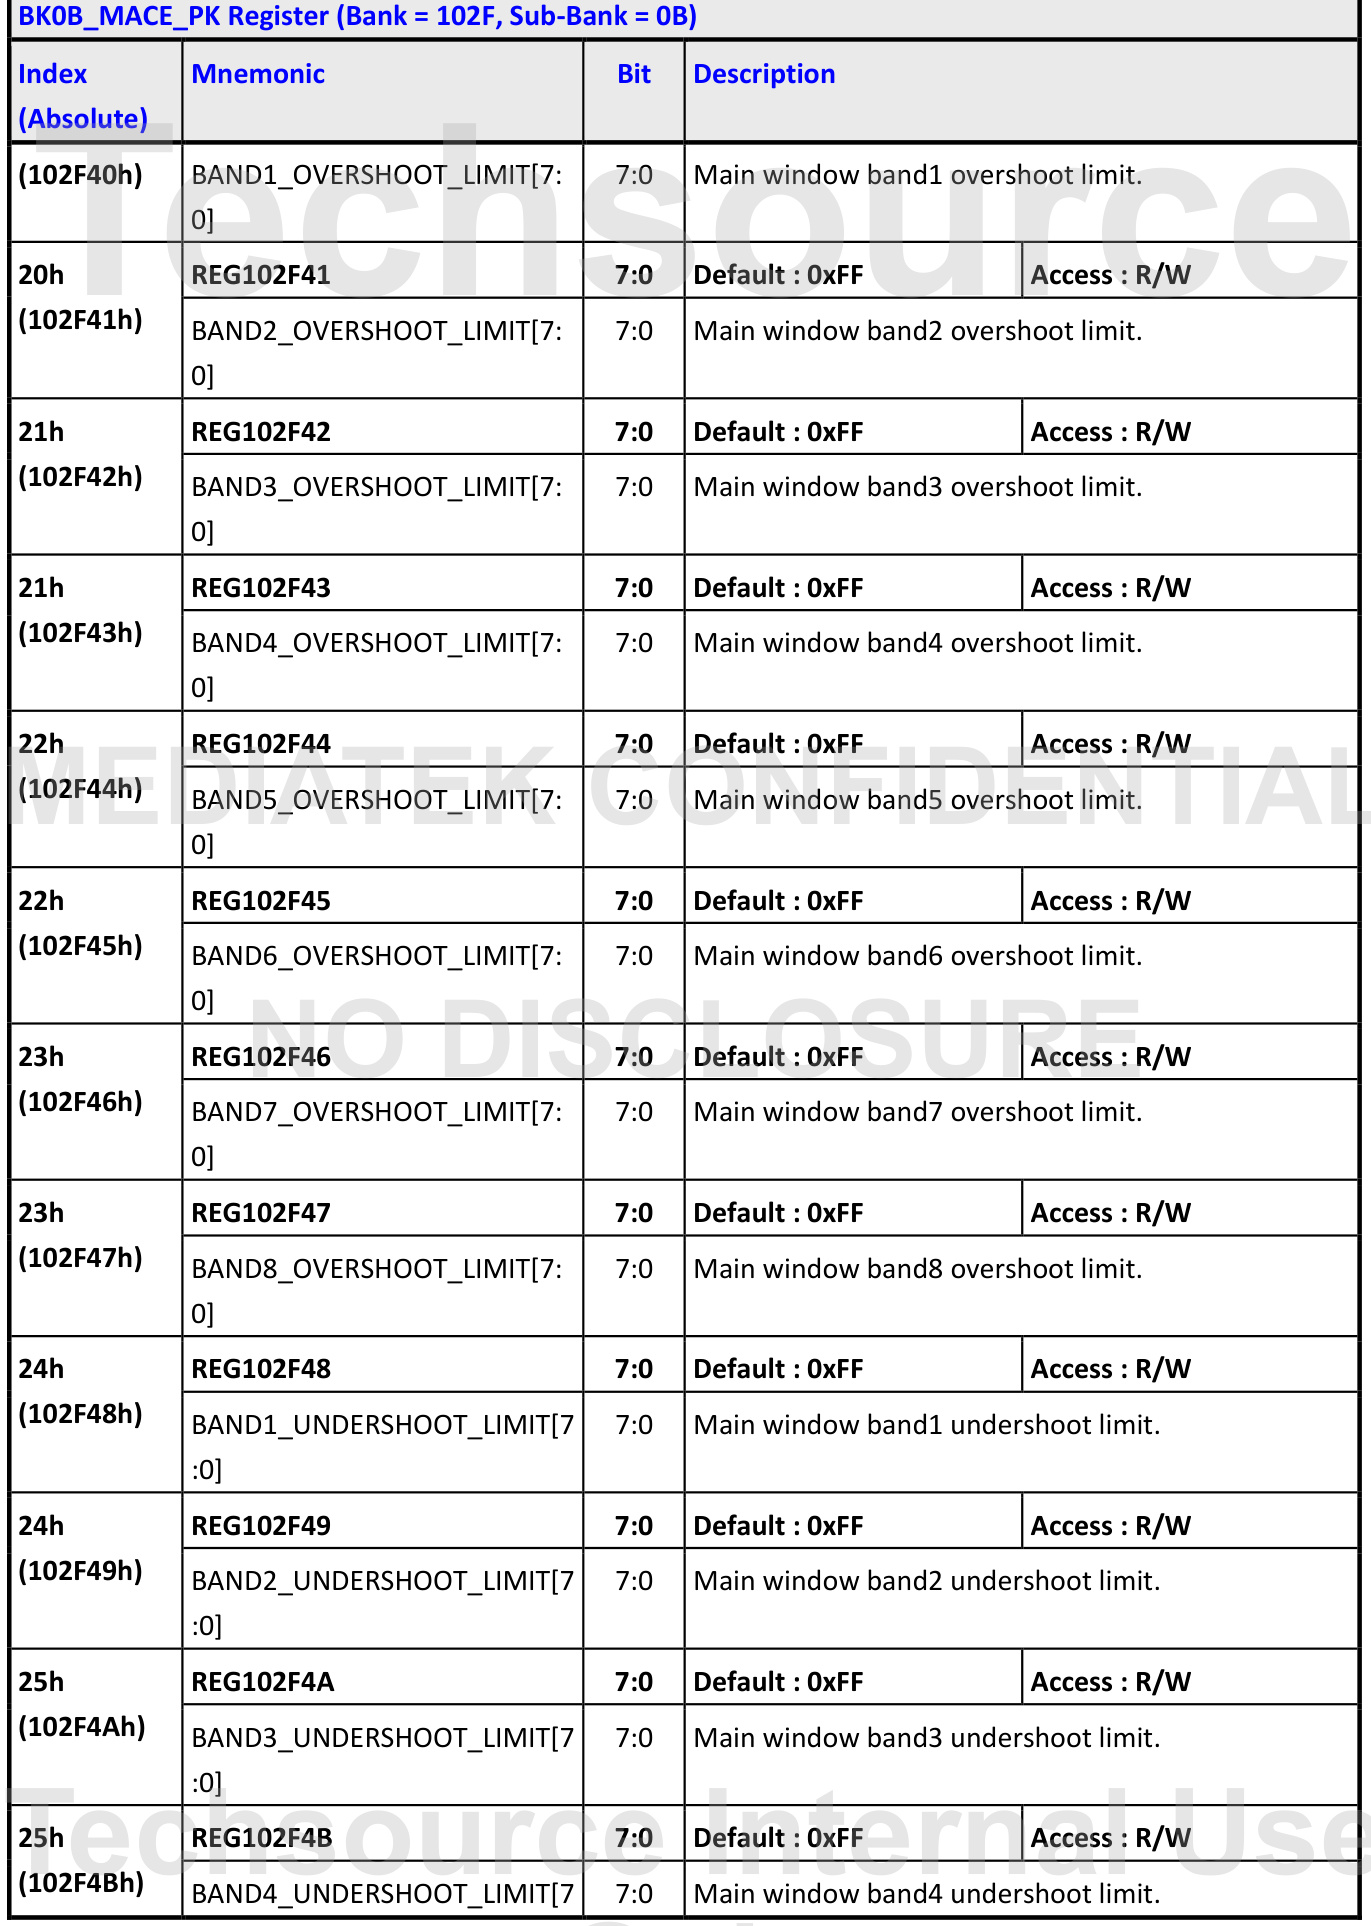 BK0B_MACE_PK Register (Bank = 102F, Sub-Bank = 0B)
Index Mnemonic Bit Description
(Absolute)
(102F40h) BAND1_OVERSHOOT_LIMIT[7: 7:0 Main window band1 overshoot limit.
0]
20h REG102F41 7:0 Default : 0xFF Access : R/W
(102F41h) BAND2_OVERSHOOT_LIMIT[7: 7:0 Main window band2 overshoot limit.
0]
21h REG102F42 7:0 Default : 0xFF Access : R/W
(102F42h) BAND3_OVERSHOOT_LIMIT[7: 7:0 Main window band3 overshoot limit.
0]
21h REG102F43 7:0 Default : 0xFF Access : R/W
(102F43h) BAND4_OVERSHOOT_LIMIT[7: 7:0 Main window band4 overshoot limit.
0]
22h REG102F44 7:0 Default : 0xFF Access : R/W
(102F44h) BAND5_OVERSHOOT_LIMIT[7: 7:0 Main window band5 overshoot limit.
0]
22h REG102F45 7:0 Default : 0xFF Access : R/W
(102F45h) BAND6_OVERSHOOT_LIMIT[7: 7:0 Main window band6 overshoot limit.
0]
23h REG102F46 7:0 Default : 0xFF Access : R/W
(102F46h) BAND7_OVERSHOOT_LIMIT[7: 7:0 Main window band7 overshoot limit.
0]
23h REG102F47 7:0 Default : 0xFF Access : R/W
(102F47h) BAND8_OVERSHOOT_LIMIT[7: 7:0 Main window band8 overshoot limit.
0]
24h REG102F48 7:0 Default : 0xFF Access : R/W
(102F48h) BAND1_UNDERSHOOT_LIMIT[7 7:0 Main window band1 undershoot limit.
:0]
24h REG102F49 7:0 Default : 0xFF Access : R/W
(102F49h) BAND2_UNDERSHOOT_LIMIT[7 7:0 Main window band2 undershoot limit.
:0]
25h REG102F4A 7:0 Default : 0xFF Access : R/W
(102F4Ah) BAND3_UNDERSHOOT_LIMIT[7 7:0 Main window band3 undershoot limit.
:0]
25h REG102F4B 7:0 Default : 0xFF Access : R/W
(102F4Bh) BAND4_UNDERSHOOT_LIMIT[7 7:0 Main window band4 undershoot limit.
Techsource
MEDIATEK CONFIDENTIAL
NO DISCLOSURE
Techsource Internal Use